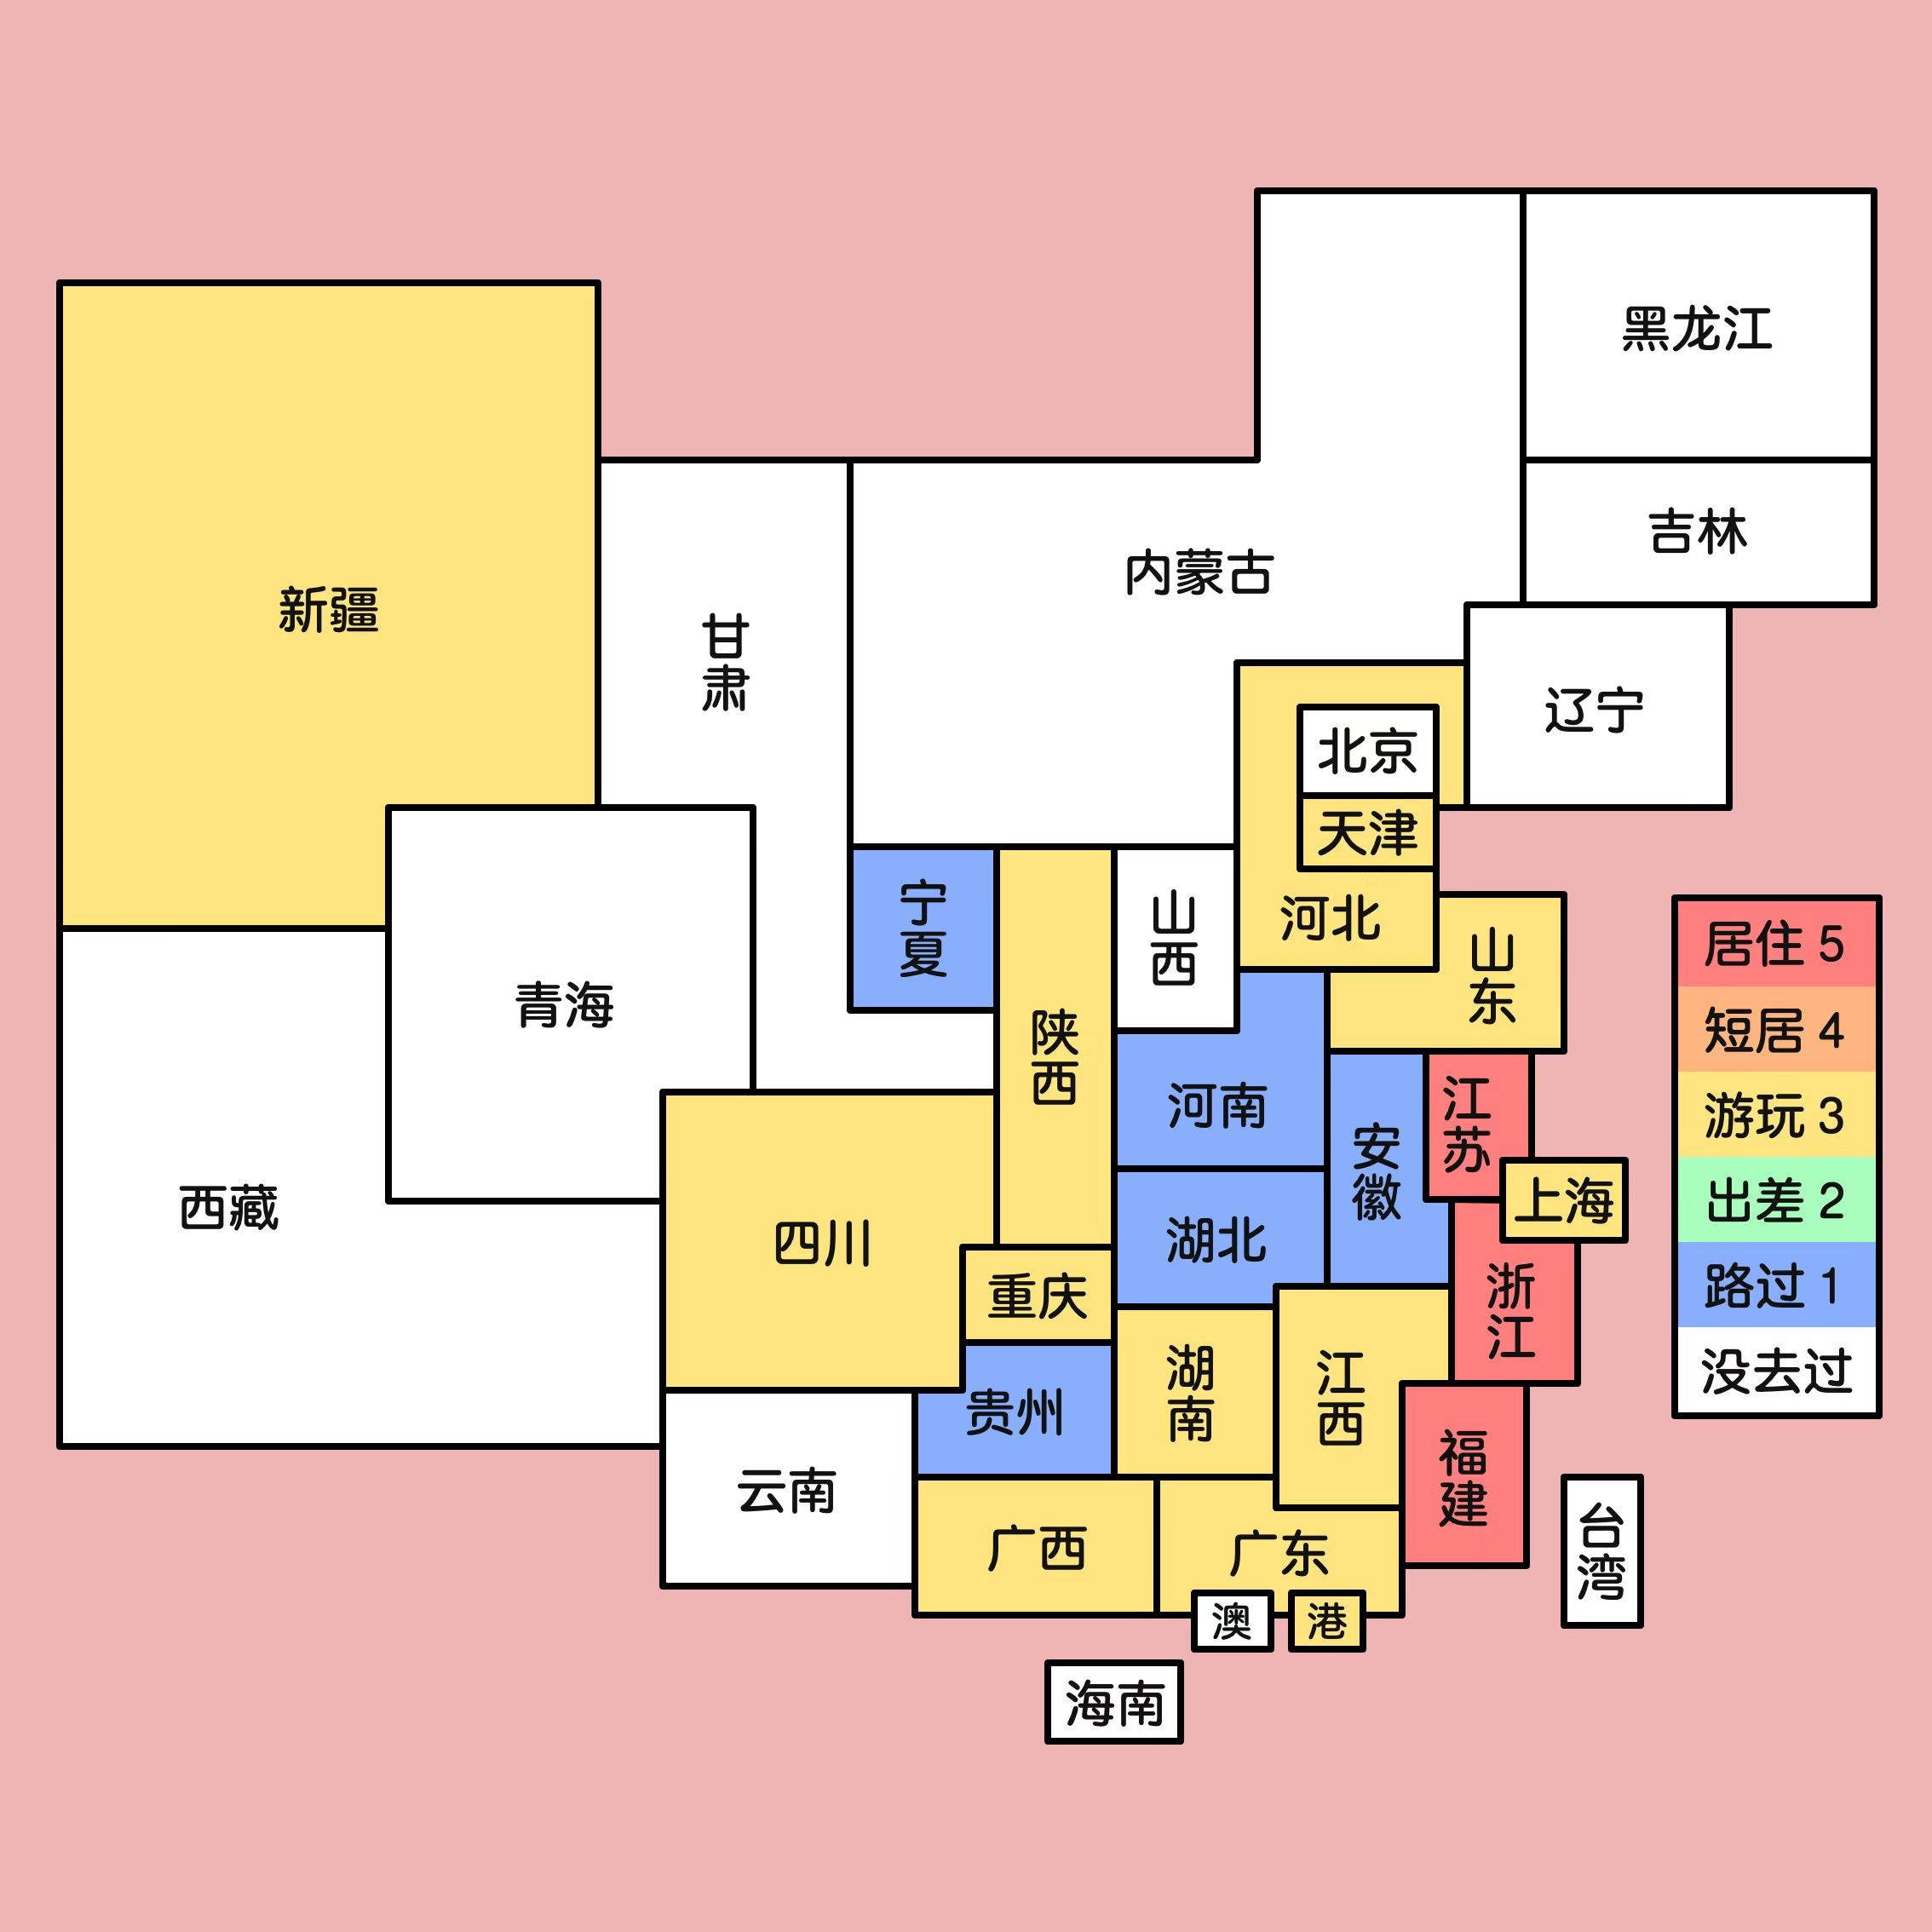 黑龙江
吉林
内蒙古
新疆
甘肃
辽宁
北京
天津
河北
宁夏
山西
山东
青海
陕西
河南
江苏
安徽
上海
西藏
四川
湖北
重庆
浙江
湖南
江西
贵州
福建
云南
广西
广东
台湾
澳
港
海南
居住 5
短居 4
游玩 3
出差 2
路过 1
没去过